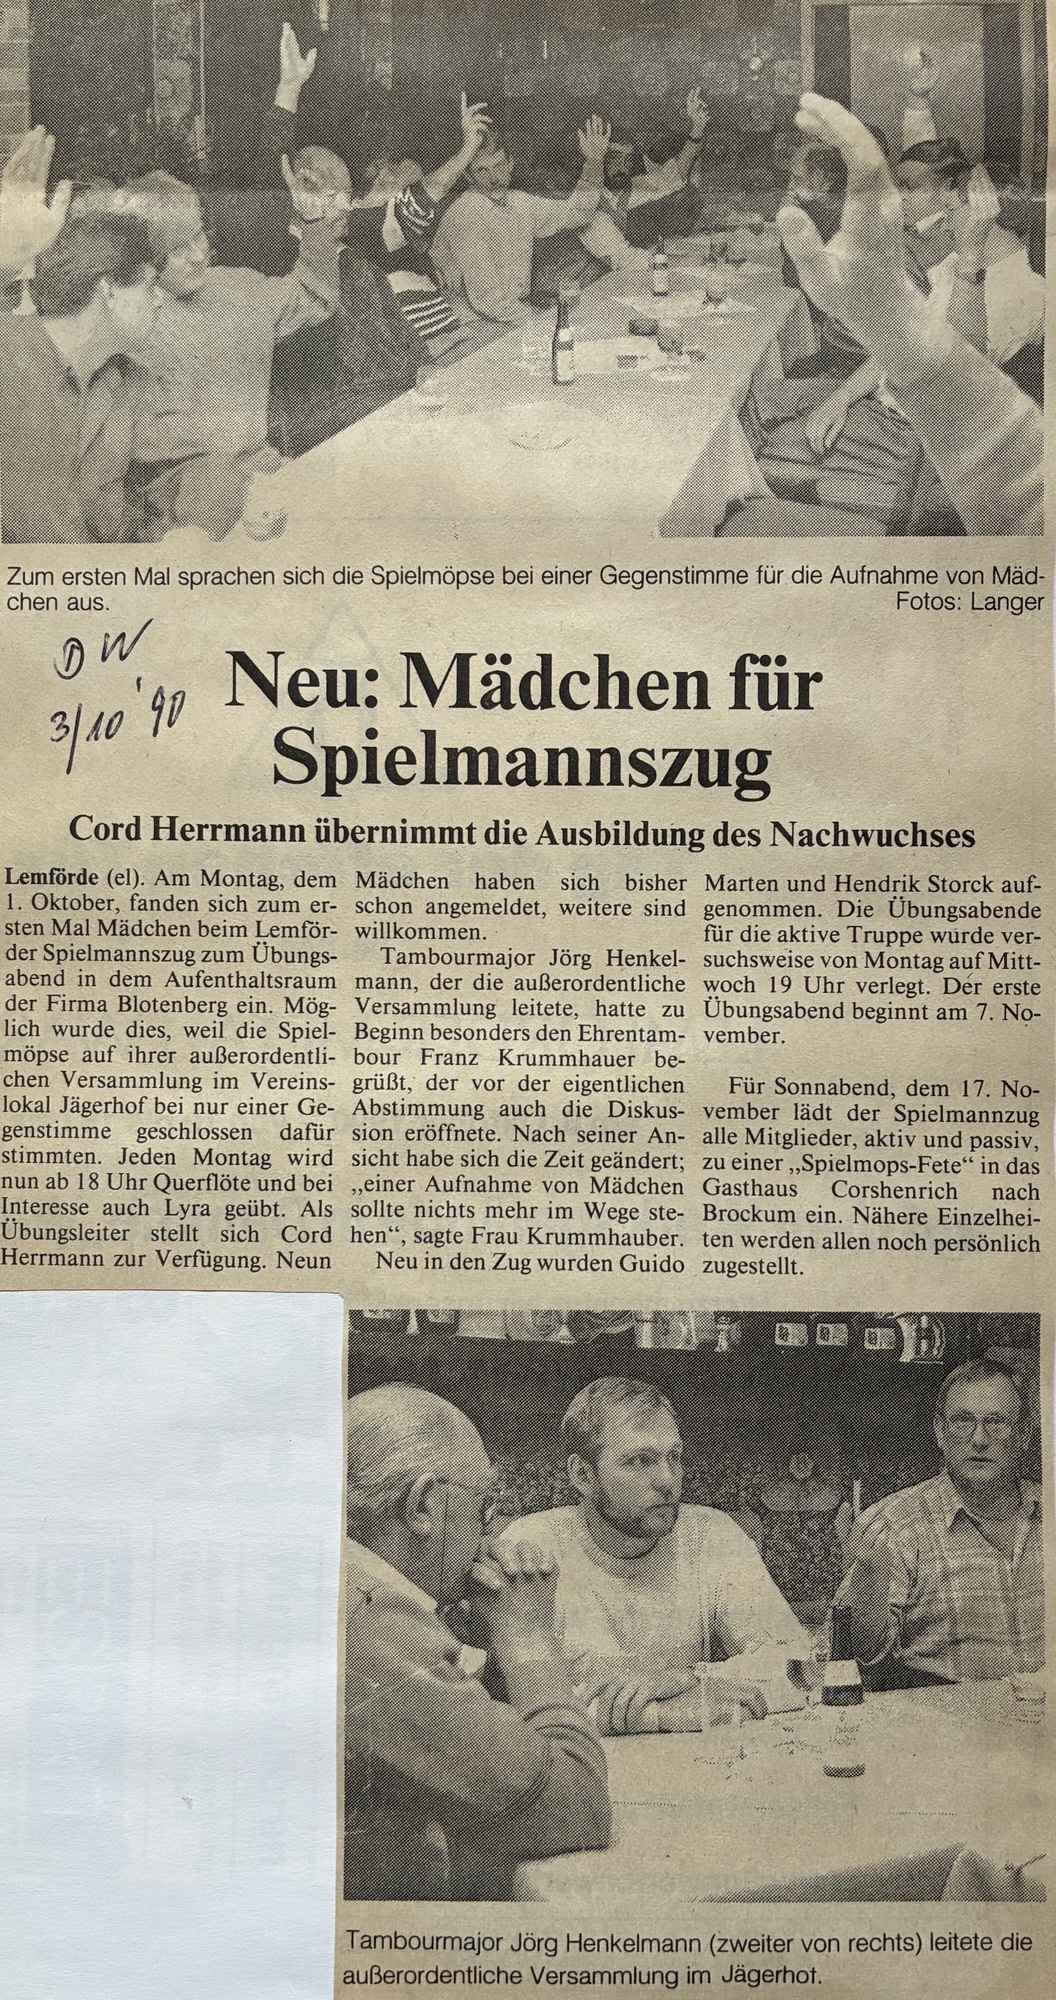 Zum ersten Mal sprachen sich die Spielmöpse bei einer Gegenstimme für die Aufnahme von Mäd-
chen aus. Fotos: Langer
DW
3/10 '90
Neu: Mädchen für
Spielmannszug
Cord Herrmann übernimmt die Ausbildung des Nachwuchses
Lemförde (el). Am Montag, dem
1. Oktober, fanden sich zum er-
sten Mal Mädchen beim Lemför-
der Spielmannszug zum Übungs-
abend in dem Aufenthaltsraum
der Firma Blotenberg ein. Mög-
lich wurde dies, weil die Spiel-
möpse auf ihrer außerordentli-
chen Versammlung im Vereins-
lokal Jägerhof bei nur einer Ge-
genstimme geschlossen dafür
stimmten. Jeden Montag wird
nun ab 18 Uhr Querflöte und bei
Interesse auch Lyra geübt. Als
Übungsleiter stellt sich Cord
Herrmann zur Verfügung. Neun
Mädchen haben sich bisher
schon angemeldet, weitere sind
willkommen.
Tambourmajor Jörg Henkel-
mann, der die außerordentliche
Versammlung leitete, hatte zu
Beginn besonders den Ehrentam-
bour Franz Krummhauer be-
grüßt, der vor der eigentlichen
Abstimmung auch die Diskus-
sion eröffnete. Nach seiner An-
sicht habe sich die Zeit geändert;
„einer Aufnahme von Mädchen
sollte nichts mehr im Wege ste-
hen“, sagte Frau Krummhauber.
Neu in den Zug wurden Guido
Marten und Hendrik Storck auf-
genommen. Die Übungsabende
für die aktive Truppe wurde ver-
suchsweise von Montag auf Mitt-
woch 19 Uhr verlegt. Der erste
Übungsabend beginnt am 7. No-
vember.
Für Sonnabend, dem 17. No-
vember lädt der Spielmannzug
alle Mitglieder, aktiv und passiv,
zu einer „Spielmops-Fete“ in das
Gasthaus Corshenrich nach
Brockum ein. Nähere Einzelhei-
ten werden allen noch persönlich
zugestellt.
Tambourmajor Jörg Henkelmann (zweiter von rechts) leitete die
außerordentliche Versammlung im Jägerhof.